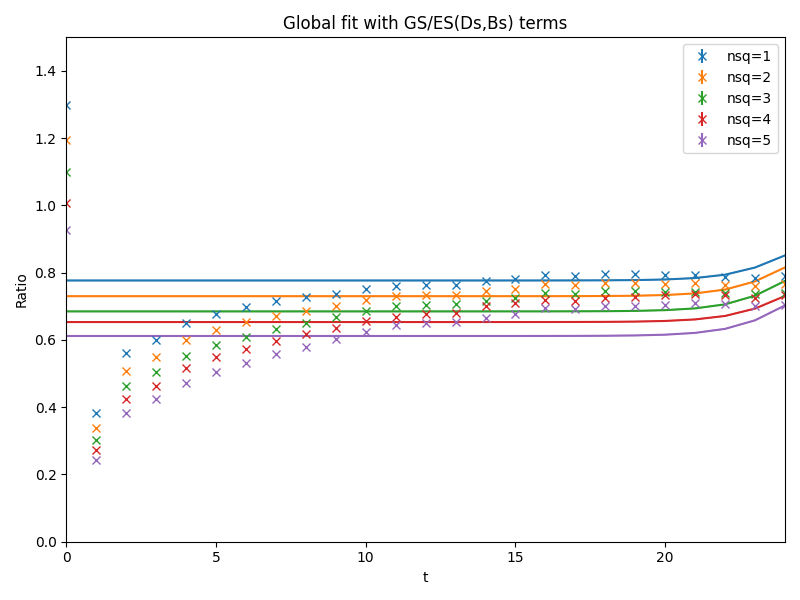 Global fit with GS/ES(Ds,Bs) terms
Ratio
1.4
1.2
1.0
0.8
0.6
0.4
0.2
0.0
nsq=1
nsq=2
nsq=3
nsq=4
nsq=5
0
5
10
15
20
t